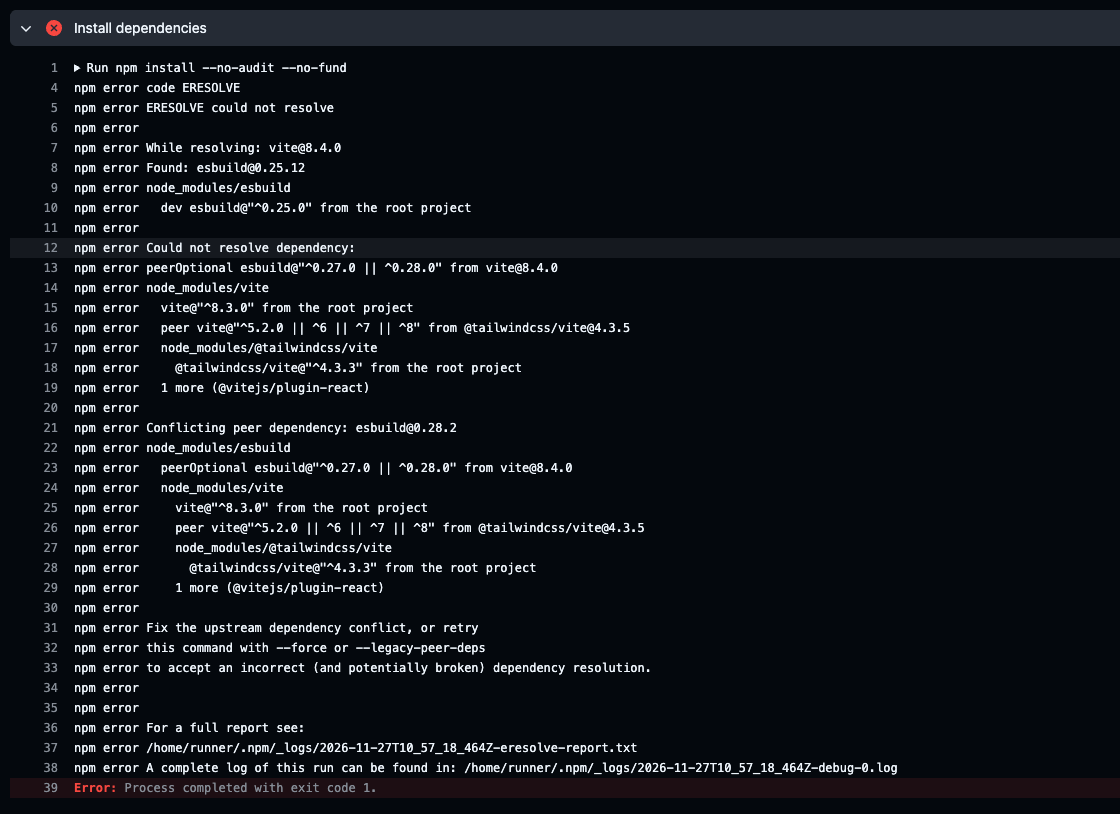 Install dependencies
1 Run npm install --no-audit --no-fund
4 npm error code ERESOLVE
5 npm error ERESOLVE could not resolve
6 npm error
7 npm error While resolving: vite@8.4.0
8 npm error Found: esbuild@0.25.12
9 npm error node_modules/esbuild
10 npm error   dev esbuild@"^0.25.0" from the root project
11 npm error
12 npm error Could not resolve dependency:
13 npm error peerOptional esbuild@"^0.27.0 || ^0.28.0" from vite@8.4.0
14 npm error node_modules/vite
15 npm error   vite@"^8.3.0" from the root project
16 npm error   peer vite@"^5.2.0 || ^6 || ^7 || ^8" from @tailwindcss/vite@4.3.5
17 npm error   node_modules/@tailwindcss/vite
18 npm error     @tailwindcss/vite@"^4.3.3" from the root project
19 npm error   1 more (@vitejs/plugin-react)
20 npm error
21 npm error Conflicting peer dependency: esbuild@0.28.2
22 npm error node_modules/esbuild
23 npm error   peerOptional esbuild@"^0.27.0 || ^0.28.0" from vite@8.4.0
24 npm error   node_modules/vite
25 npm error     vite@"^8.3.0" from the root project
26 npm error     peer vite@"^5.2.0 || ^6 || ^7 || ^8" from @tailwindcss/vite@4.3.5
27 npm error     node_modules/@tailwindcss/vite
28 npm error       @tailwindcss/vite@"^4.3.3" from the root project
29 npm error     1 more (@vitejs/plugin-react)
30 npm error
31 npm error Fix the upstream dependency conflict, or retry
32 npm error this command with --force or --legacy-peer-deps
33 npm error to accept an incorrect (and potentially broken) dependency resolution.
34 npm error
35 npm error
36 npm error For a full report see:
37 npm error /home/runner/.npm/_logs/2026-11-27T10_57_18_464Z-eresolve-report.txt
38 npm error A complete log of this run can be found in: /home/runner/.npm/_logs/2026-11-27T10_57_18_464Z-debug-0.log
39 Error: Process completed with exit code 1.